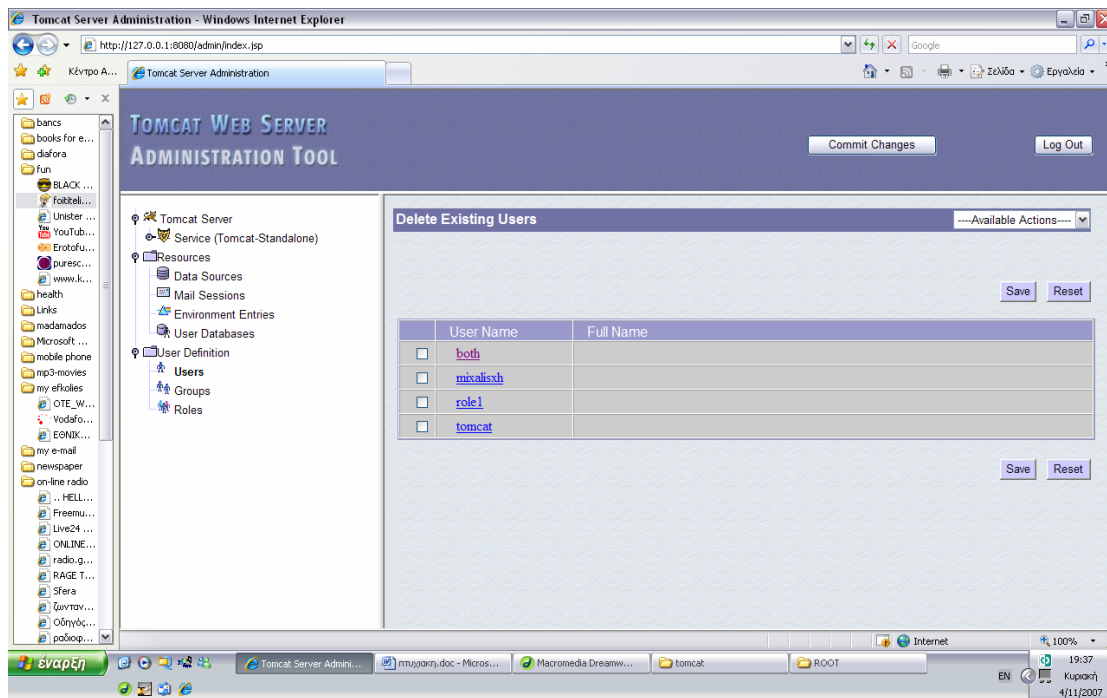 Tomcat Server Administration - Windows Internet Explorer
http://127.0.0.1:8080/admin/index.jsp
Google
Κέντρο Α...
Tomcat Server Administration
Σελίδα
Εργαλεία
bancs
books for e...
diafora
fun
BLACK ...
foititeli...
Unister ...
YouTub...
Erotofu...
puresc...
www.k...
health
Links
madamados
Microsoft ...
mobile phone
mp3-movies
my efkolies
OTE_W...
Vodafo...
ΕΘΝΙΚ...
my e-mail
newspaper
on-line radio
.. HELL...
Freemu...
Live24 ...
ONLINE...
radio.g...
RAGE T...
Sfera
ζωνταν...
Οδηγός...
ραδιοφ...
TOMCAT WEB SERVER
ADMINISTRATION TOOL
Commit Changes
Log Out
Tomcat Server
Service (Tomcat-Standalone)
Resources
Data Sources
Mail Sessions
Environment Entries
User Databases
User Definition
Users
Groups
Roles
Delete Existing Users
----Available Actions----
Save Reset
User Name Full Name
both
mixalisxh
role1
tomcat
Save Reset
Internet
100%
έναρξη
Tomcat Server Admini...
πτυχιακη.doc - Micros...
Macromedia Dreamw...
tomcat
ROOT
EN
19:37
Κυριακή
4/11/2007